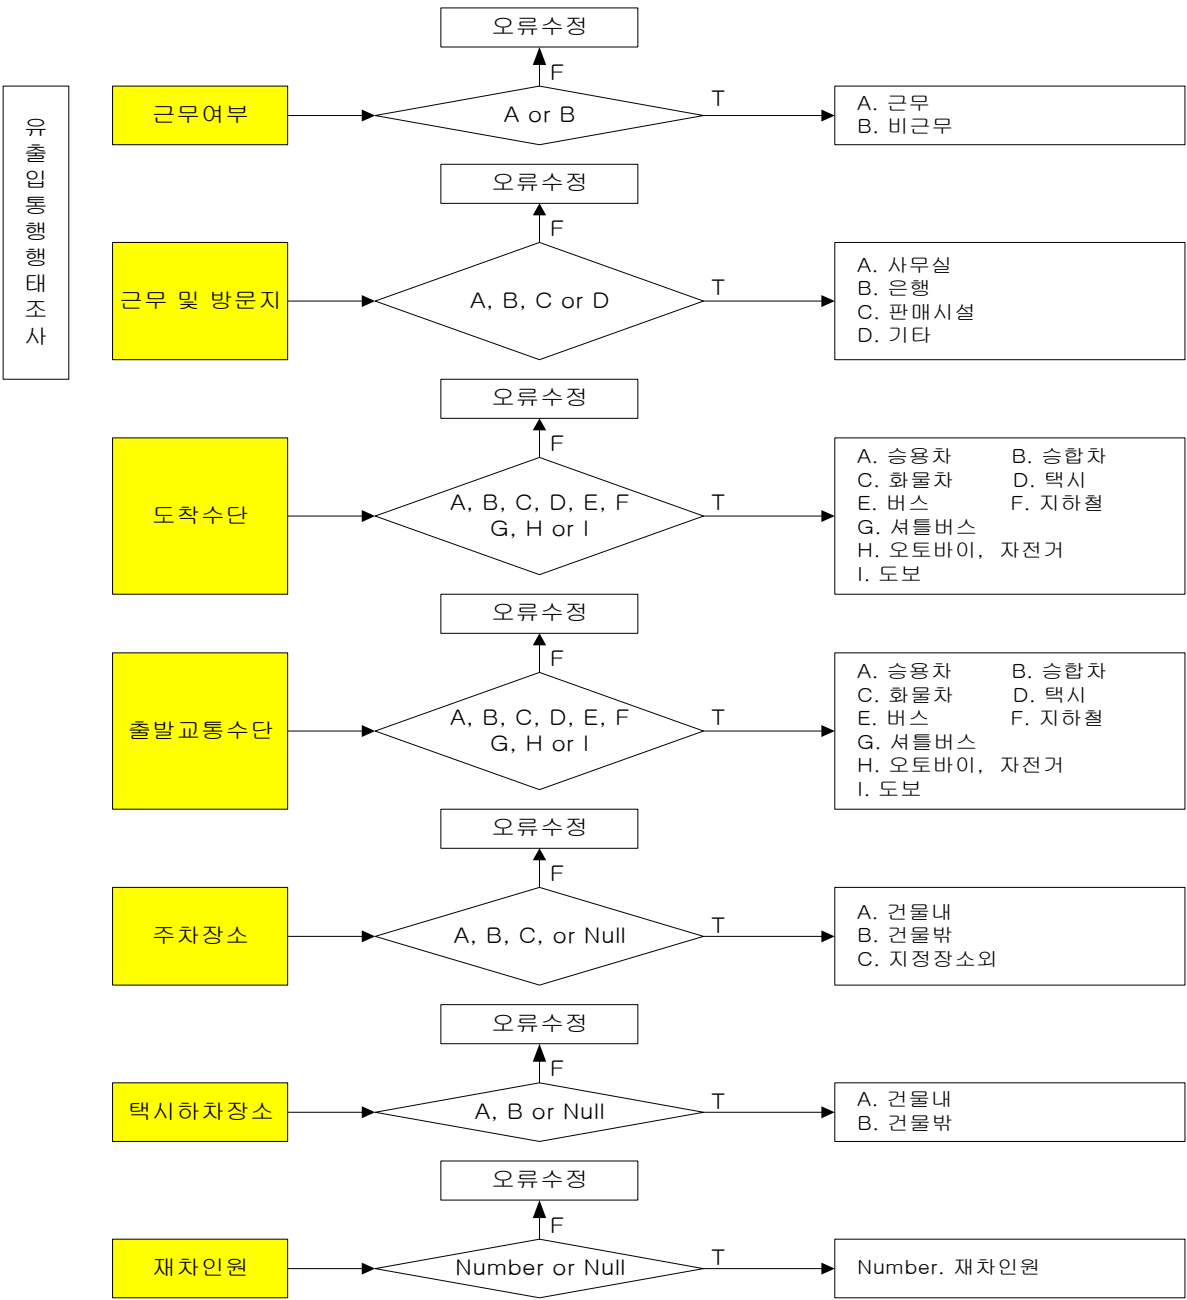 유출입통행행태조사
오류수정
F
근무여부
A or B
T
A. 근무
B. 비근무
오류수정
F
근무 및 방문지
A, B, C or D
T
A. 사무실
B. 은행
C. 판매시설
D. 기타
오류수정
F
도착수단
A, B, C, D, E, F
G, H or I
T
A. 승용차 B. 승합차
C. 화물차 D. 택시
E. 버스 F. 지하철
G. 셔틀버스
H. 오토바이, 자전거
I. 도보
오류수정
F
출발교통수단
A, B, C, D, E, F
G, H or I
T
A. 승용차 B. 승합차
C. 화물차 D. 택시
E. 버스 F. 지하철
G. 셔틀버스
H. 오토바이, 자전거
I. 도보
오류수정
F
주차장소
A, B, C, or Null
T
A. 건물내
B. 건물밖
C. 지정장소외
오류수정
F
택시하차장소
A, B or Null
T
A. 건물내
B. 건물밖
오류수정
F
재차인원
Number or Null
T
Number. 재차인원